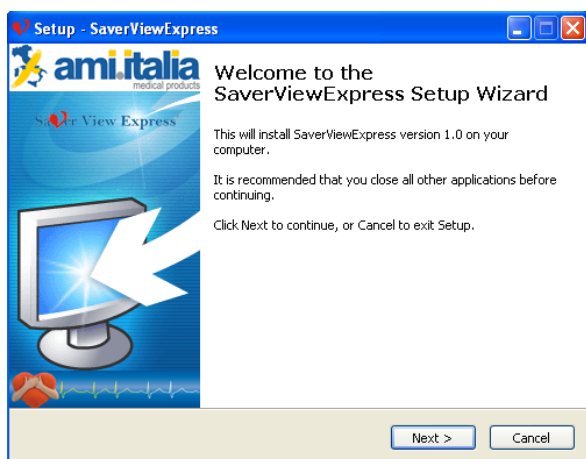 Setup - SaverViewExpress
ami.italia
medical products
Saver View Express
Welcome to the
SaverViewExpress Setup Wizard
This will install SaverViewExpress version 1.0 on your
computer.
It is recommended that you close all other applications before
continuing.
Click Next to continue, or Cancel to exit Setup.
Next >
Cancel